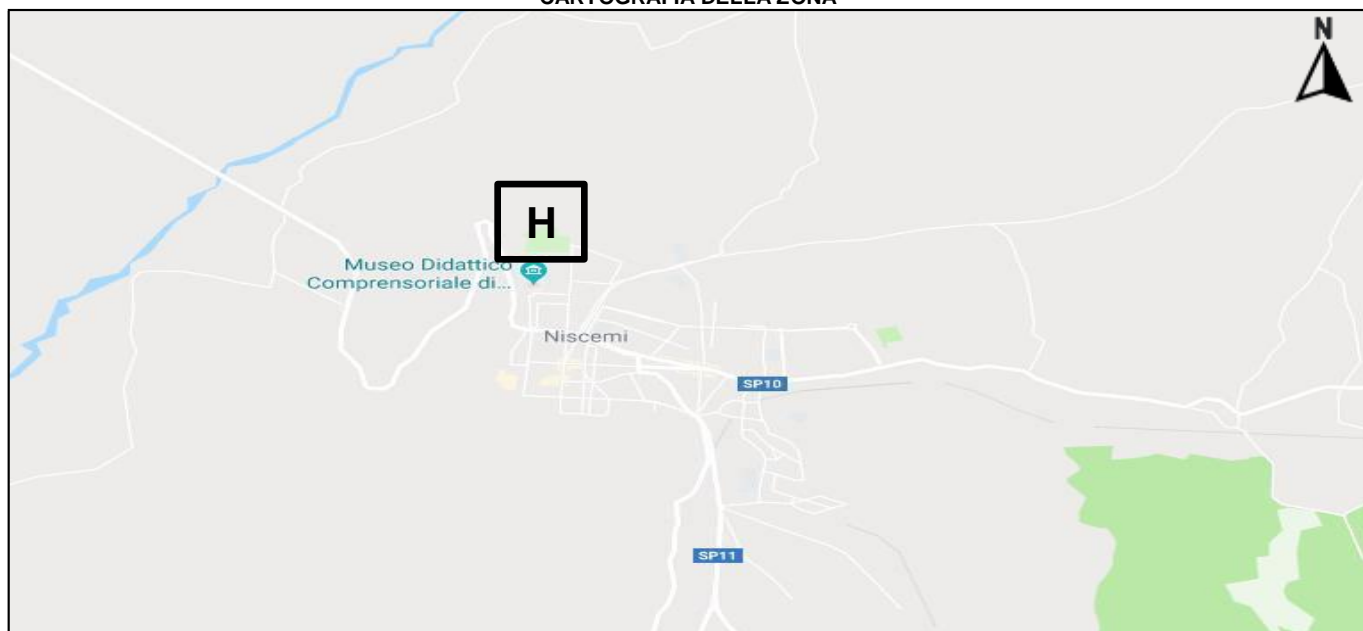 CARTOGRAFIA DELLA ZONA
N
H
Museo Didattico
Comprensoriale di...
Niscemi
SP10
SP11